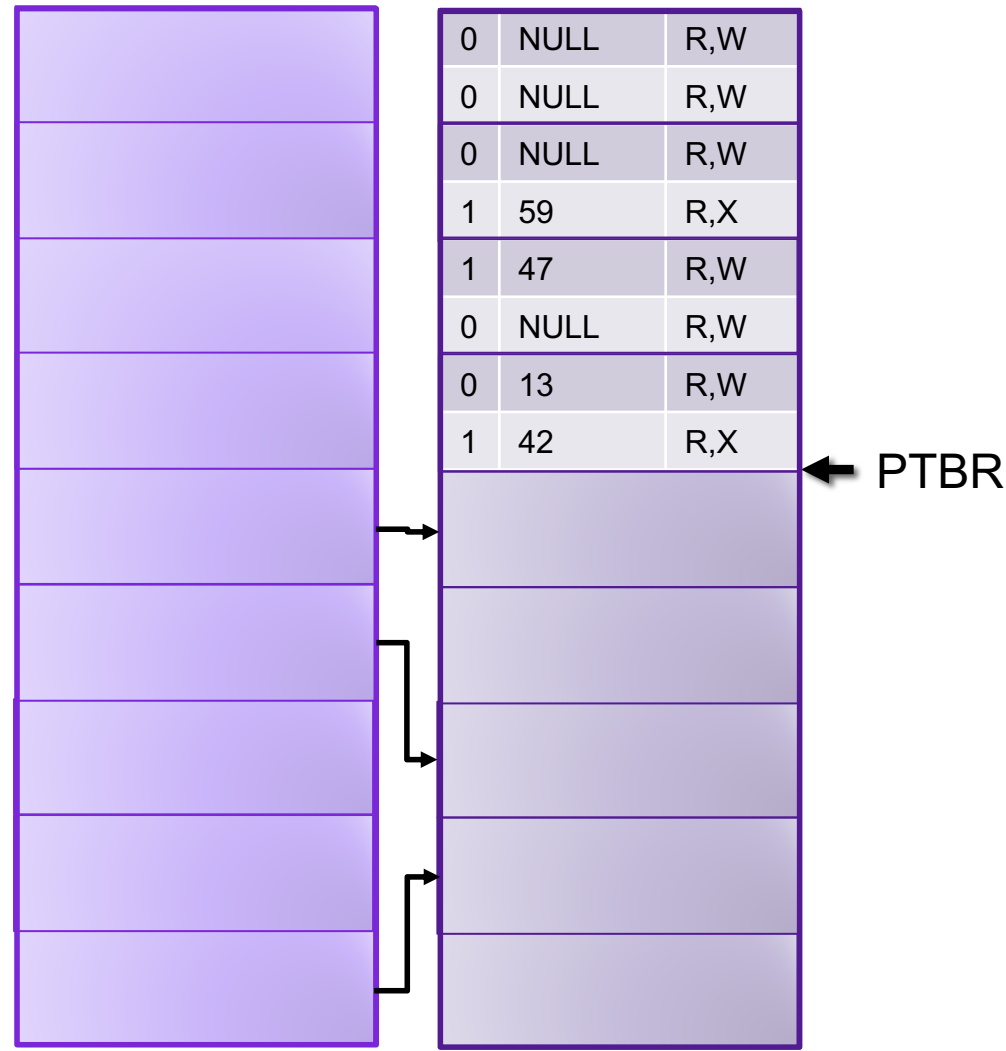 0 NULL R,W
0 NULL R,W
0 NULL R,W
1 59 R,X
1 47 R,W
0 NULL R,W
0 13 R,W
1 42 R,X
PTBR